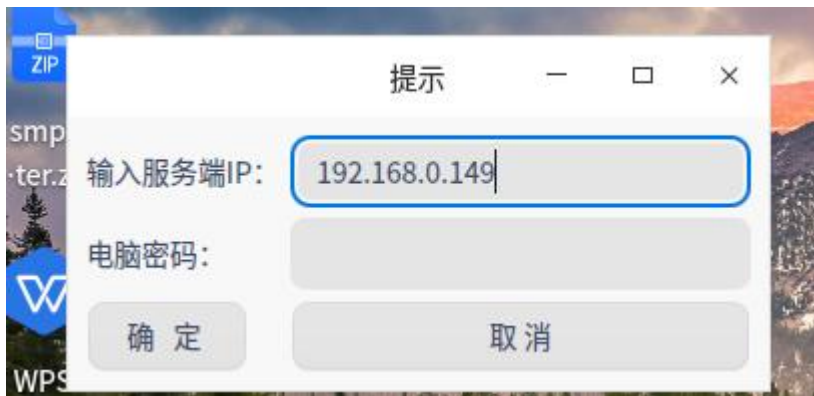 ZIP
提示
smp
·ter.z
输入服务端IP:
192.168.0.149
电脑密码:
确 定
取消
WPS